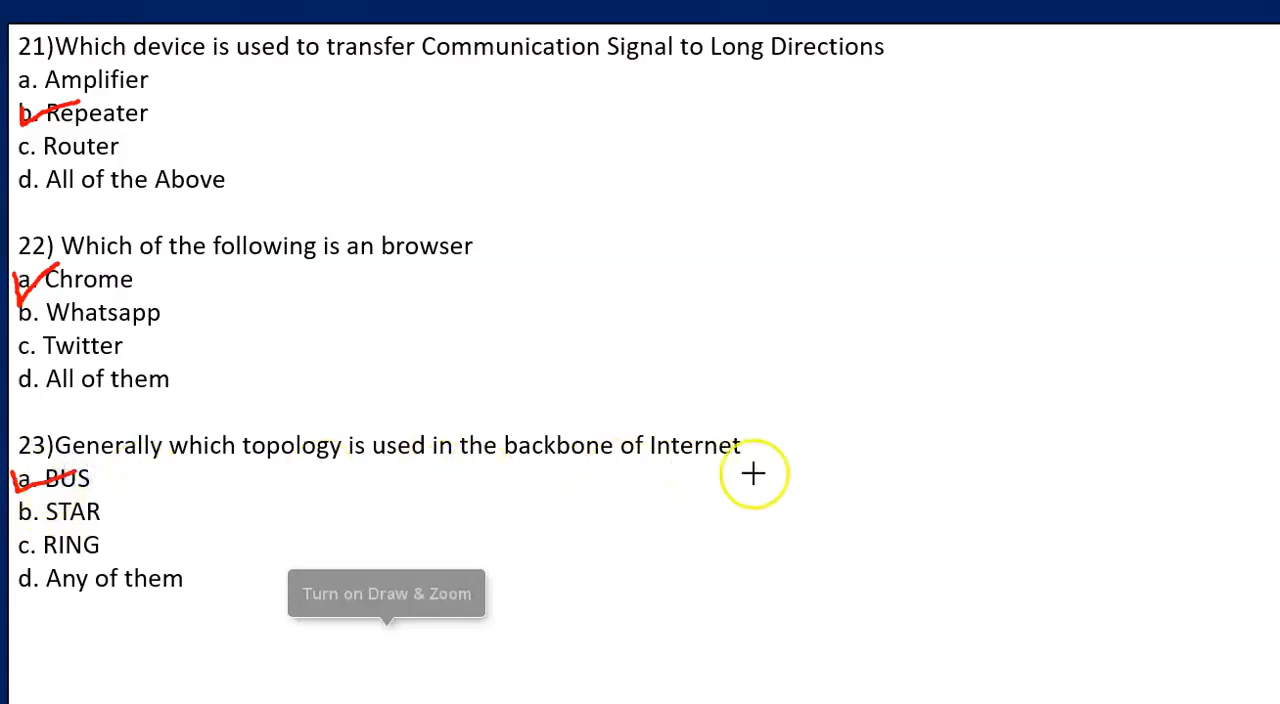 21)Which device is used to transfer Communication Signal to Long Directions
a. Amplifier
b. Repeater
c. Router
d. All of the Above
22) Which of the following is an browser
a. Chrome
b. Whatsapp
c. Twitter
d. All of them
23)Generally which topology is used in the backbone of Internet
a. BUS
b. STAR
c. RING
d. Any of them
Turn on Draw & Zoom